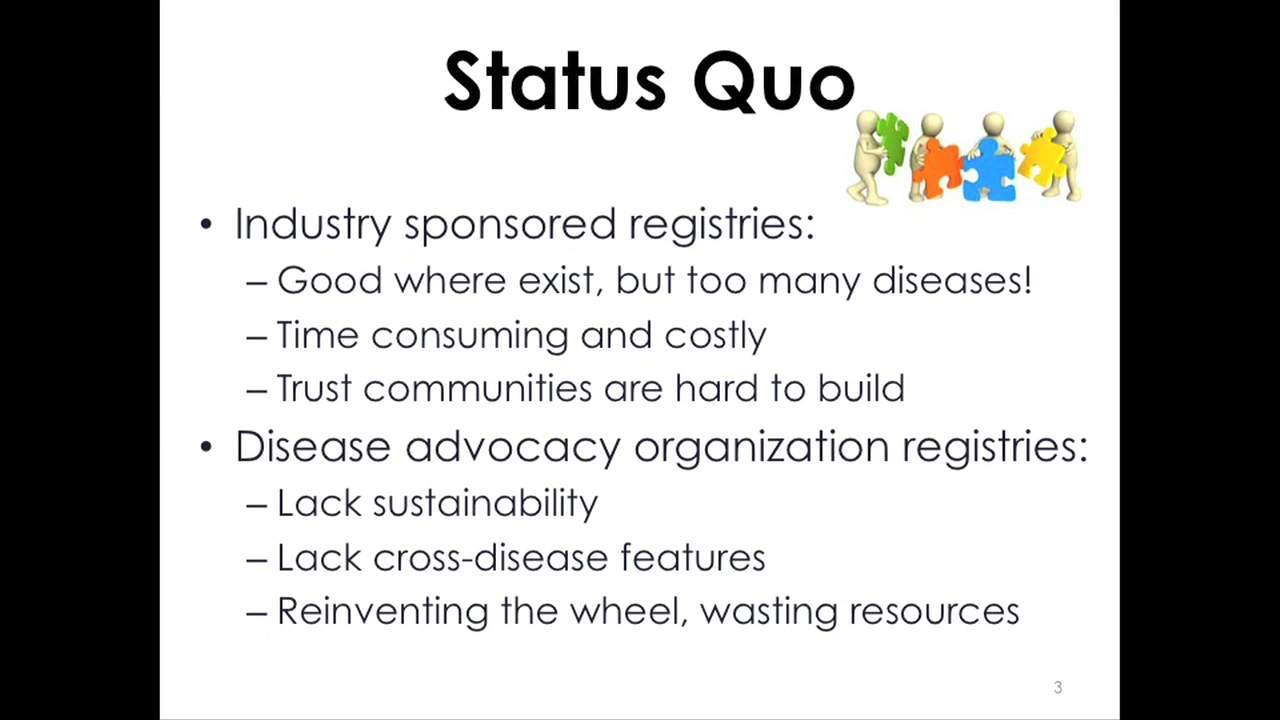 Status Quo
• Industry sponsored registries:
– Good where exist, but too many diseases!
– Time consuming and costly
– Trust communities are hard to build
• Disease advocacy organization registries:
– Lack sustainability
– Lack cross-disease features
– Reinventing the wheel, wasting resources
3